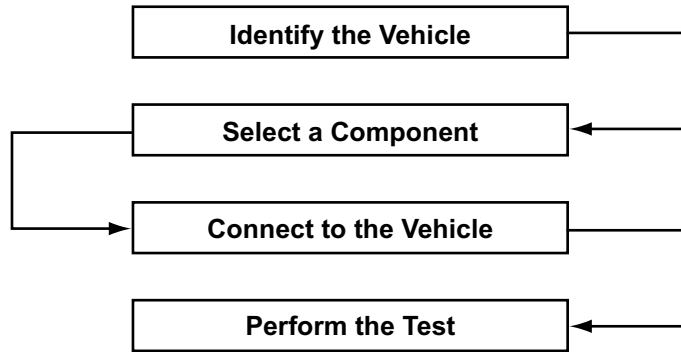 Identify the Vehicle
Select a Component
Connect to the Vehicle
Perform the Test